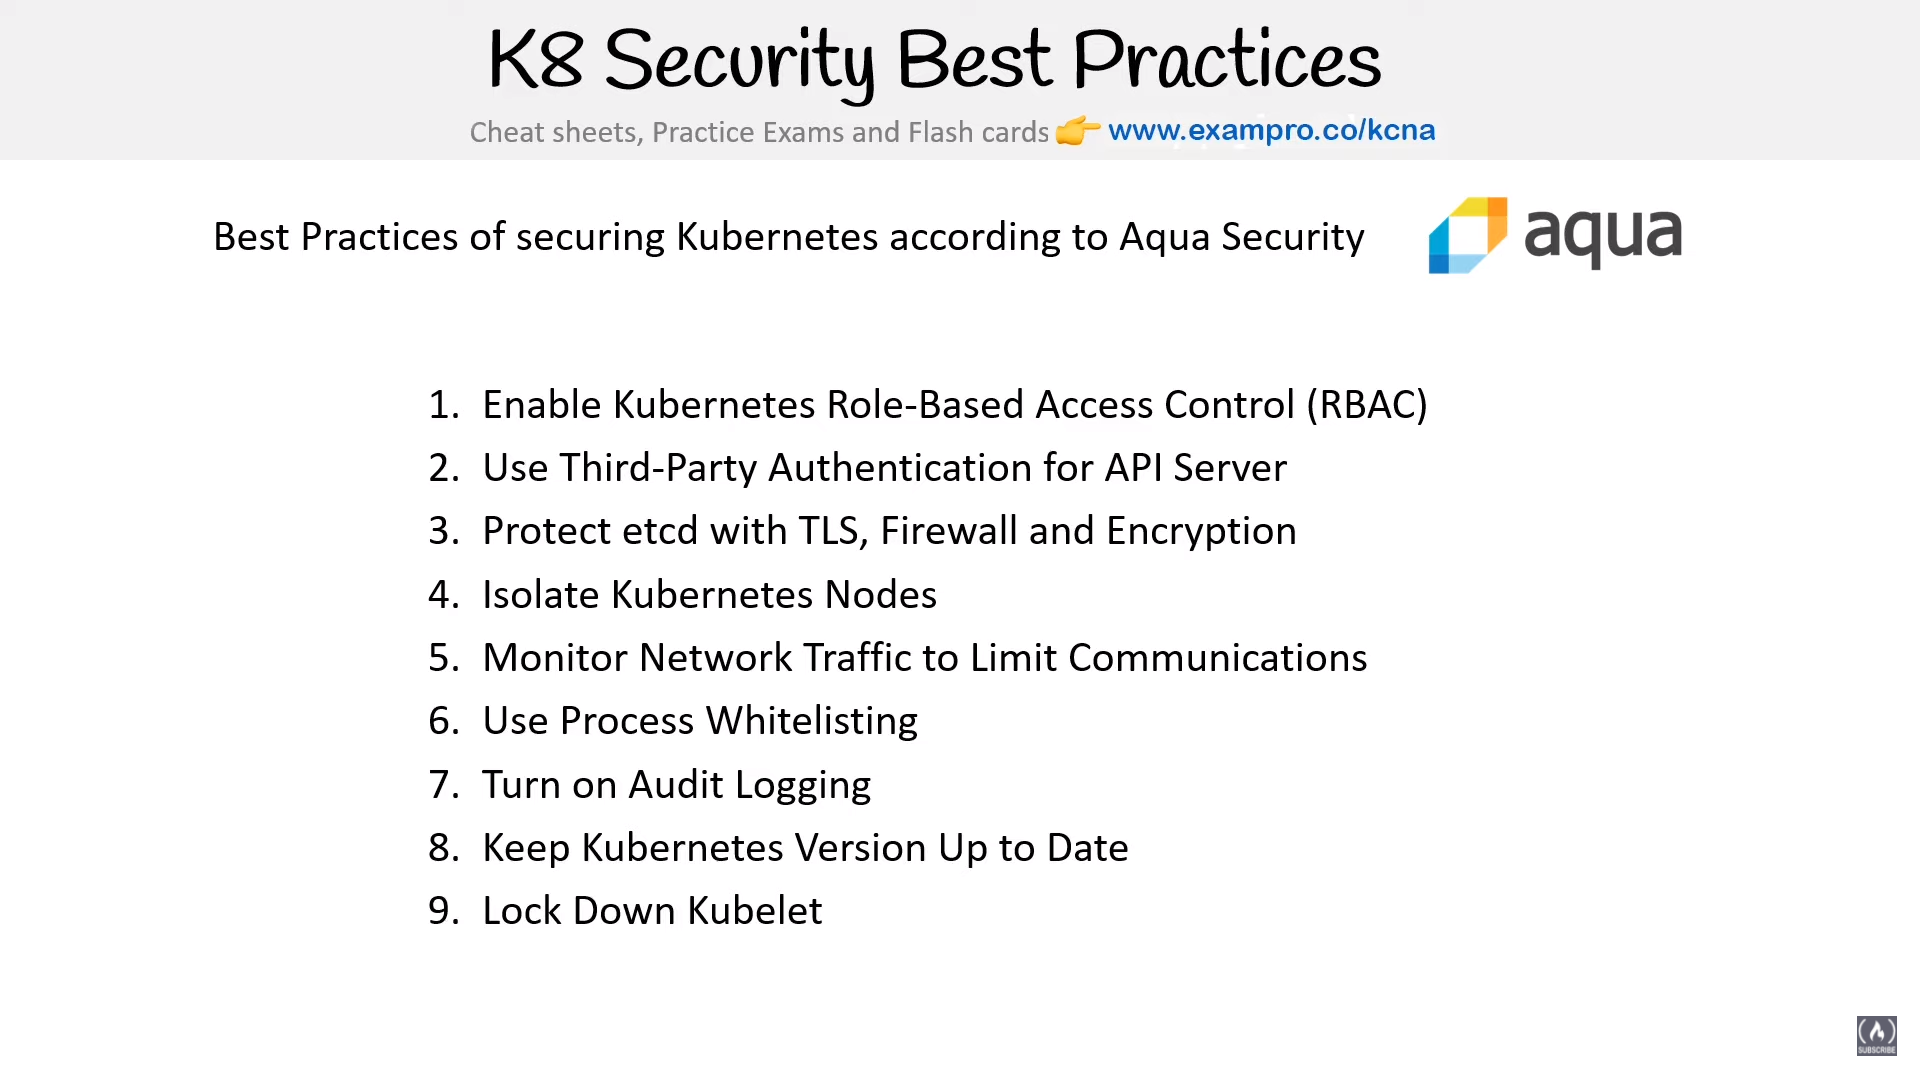 K8 Security Best Practices
Cheat sheets, Practice Exams and Flash cards 👉 www.exampro.co/kcna
Best Practices of securing Kubernetes according to Aqua Security
aqua
1. Enable Kubernetes Role-Based Access Control (RBAC)
2. Use Third-Party Authentication for API Server
3. Protect etcd with TLS, Firewall and Encryption
4. Isolate Kubernetes Nodes
5. Monitor Network Traffic to Limit Communications
6. Use Process Whitelisting
7. Turn on Audit Logging
8. Keep Kubernetes Version Up to Date
9. Lock Down Kubelet
SUBSCRIBE